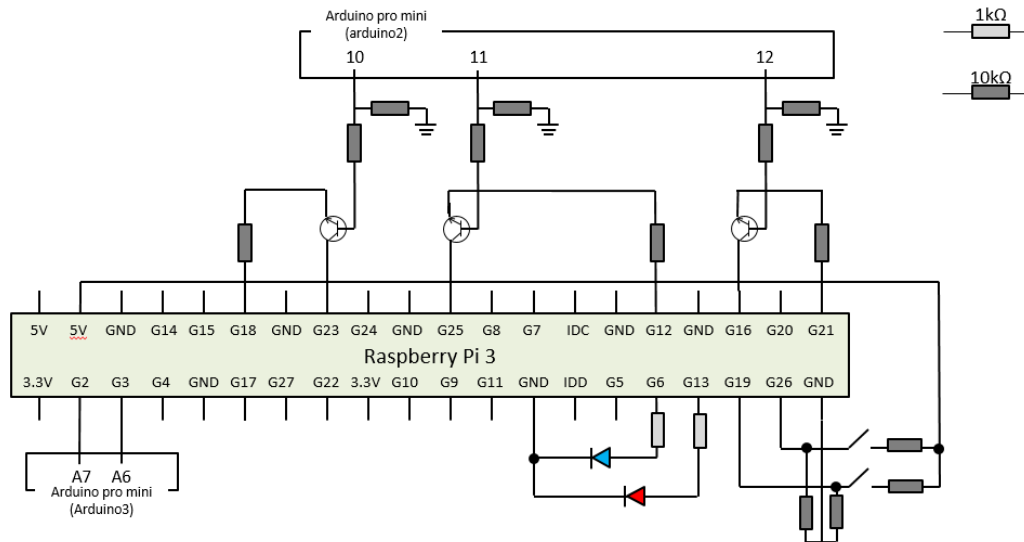 Arduino pro mini
(arduino2)
10 11 12
1kΩ
10kΩ
5V 5V GND G14 G15 G18 GND G23 G24 GND G25 G8 G7 IDC GND G12 GND G16 G20 G21
Raspberry Pi 3
3.3V G2 G3 G4 GND G17 G27 G22 3.3V G10 G9 G11 GND IDD G5 G6 G13 G19 G26 GND
A7 A6
Arduino pro mini
(Arduino3)